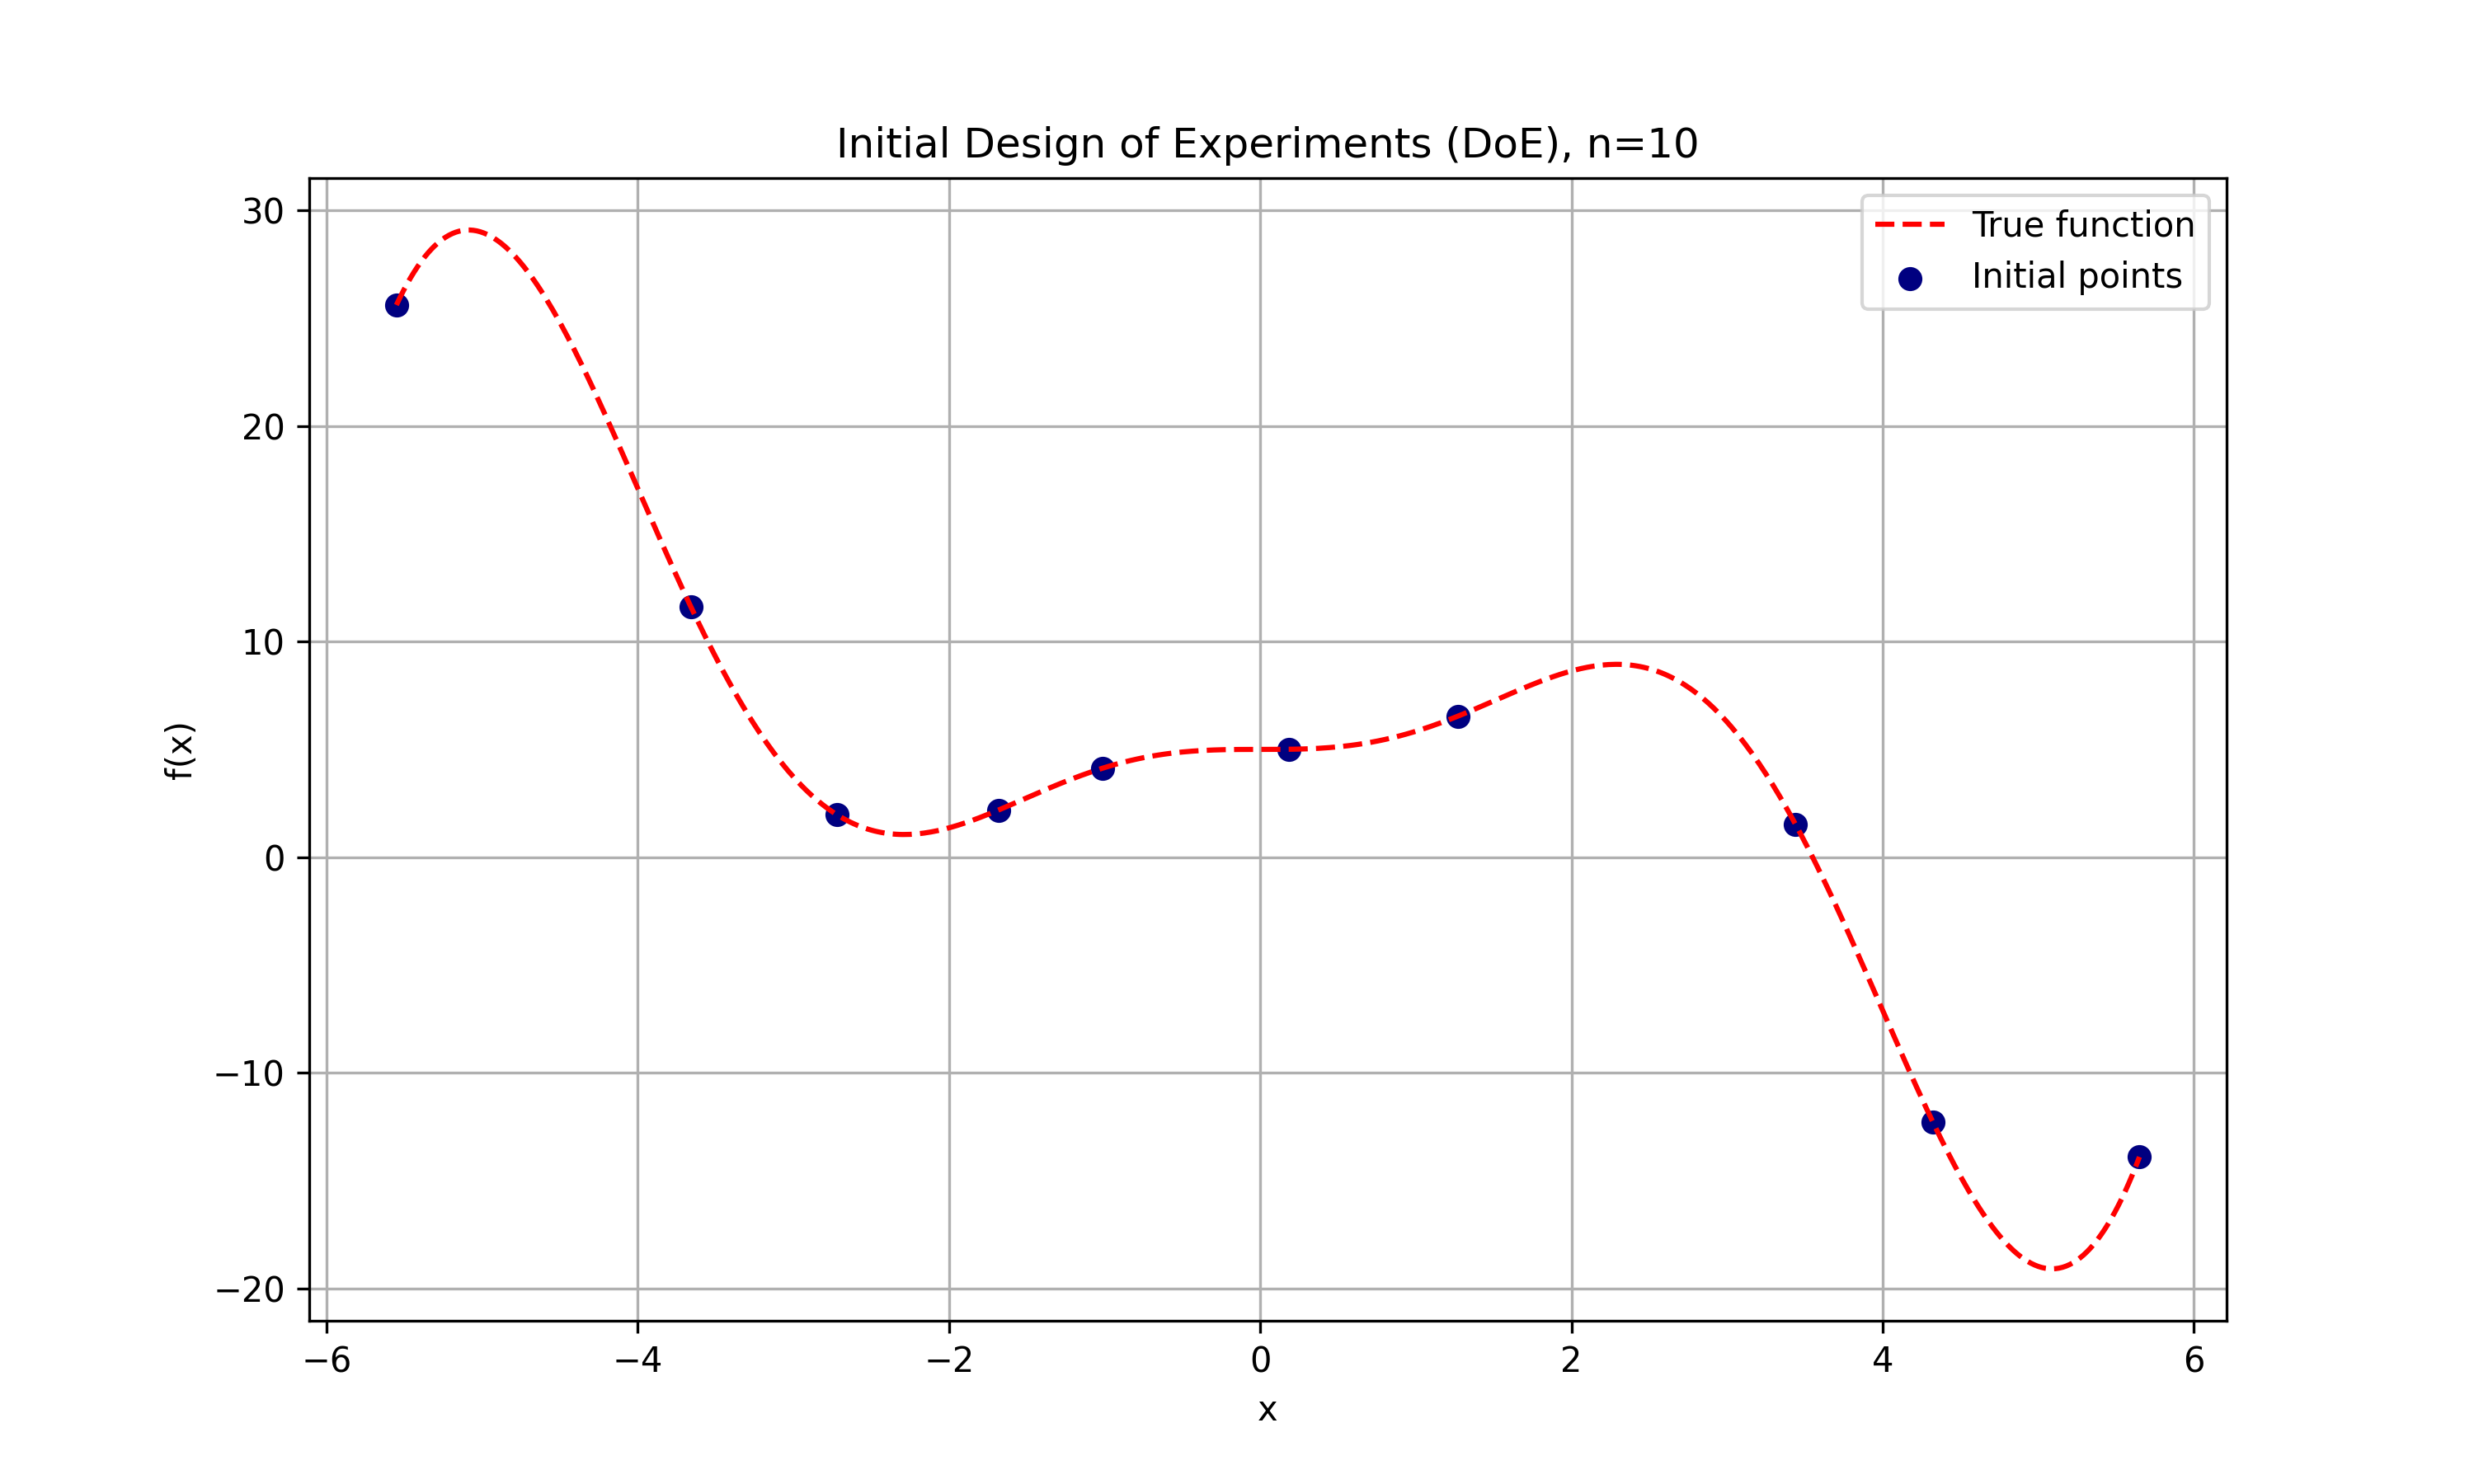 Initial Design of Experiments (DoE), n=10
True function
Initial points
30
20
10
0
−10
−20
f(x)
−6 −4 −2 0 2 4 6
x